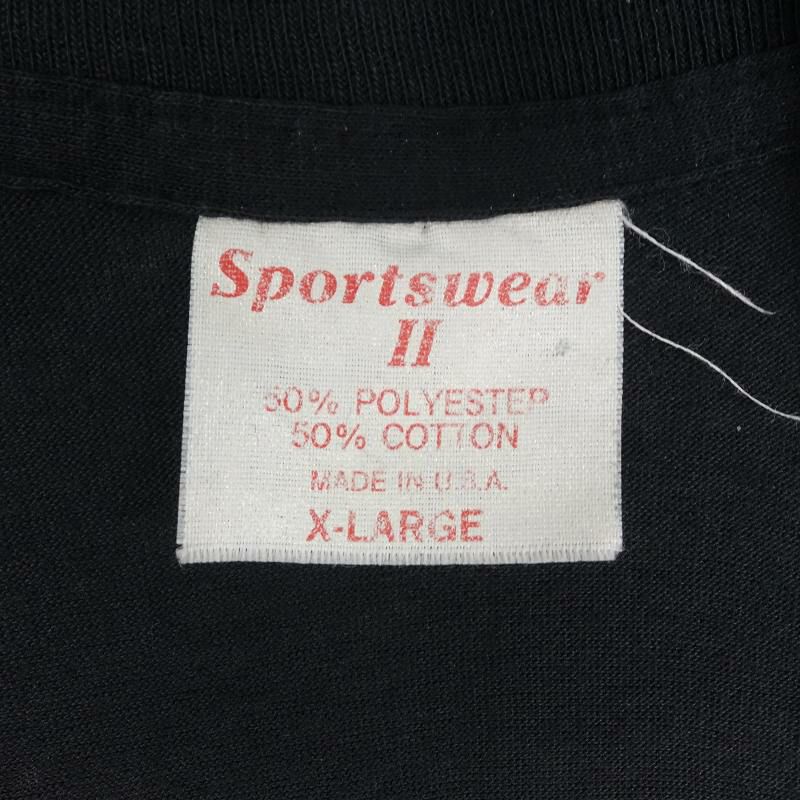 Sportswear
II
50% POLYESTER
50% COTTON
MADE IN U.S.A.
X-LARGE